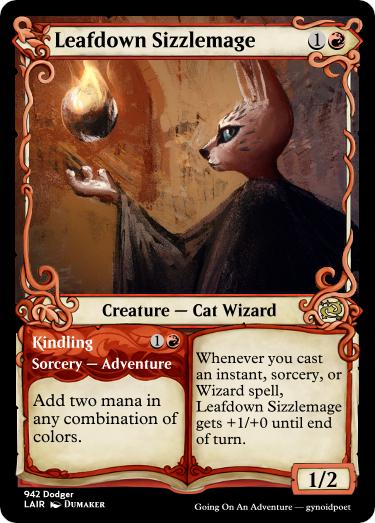 Leafdown Sizzlemage 1
Creature — Cat Wizard
Kindling 1
Sorcery — Adventure
Add two mana in
any combination of
colors.
Whenever you cast
an instant, sorcery, or
Wizard spell,
Leafdown Sizzlemage
gets +1/+0 until end
of turn.
1/2
942 Dodger
LAIR DUMAKER
Going On An Adventure — gynoidpoet